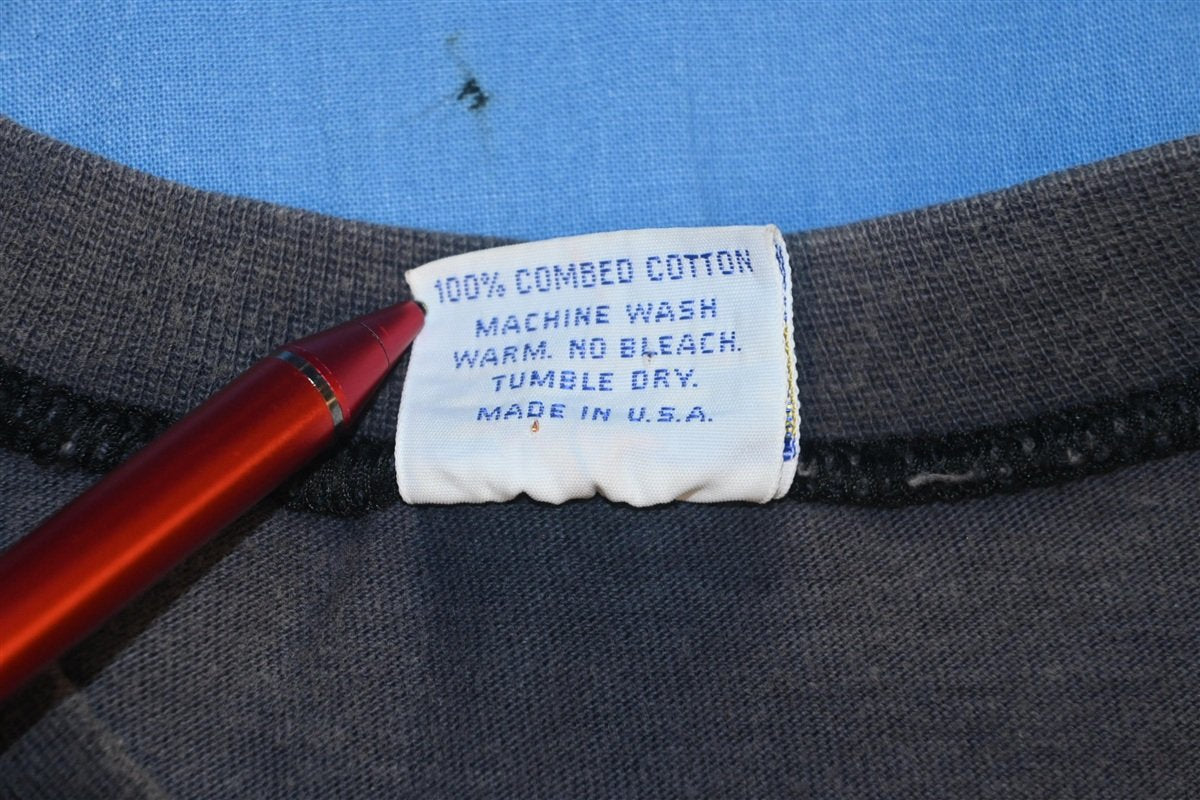 100% COMBED COTTON
MACHINE WASH
WARM. NO BLEACH.
TUMBLE DRY.
MADE IN U.S.A.